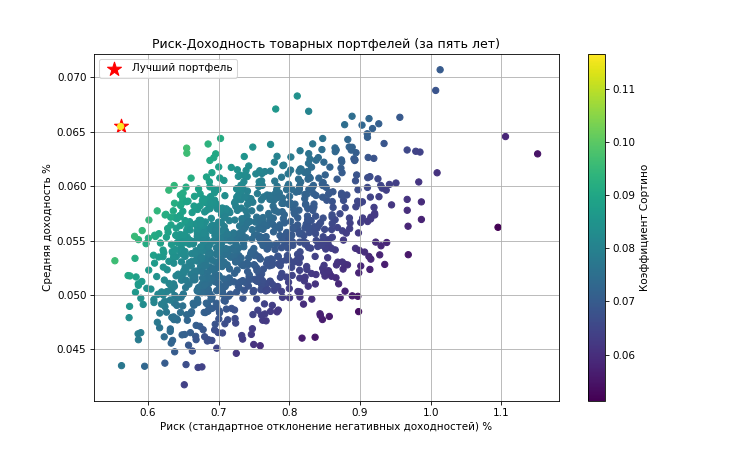 Риск-Доходность товарных портфелей (за пять лет)
Лучший портфель
Средняя доходность %
0.070
0.065
0.060
0.055
0.050
0.045
0.6 0.7 0.8 0.9 1.0 1.1
Риск (стандартное отклонение негативных доходностей) %
0.11
0.10
0.09
0.08
0.07
0.06
Коэффициент Сортино